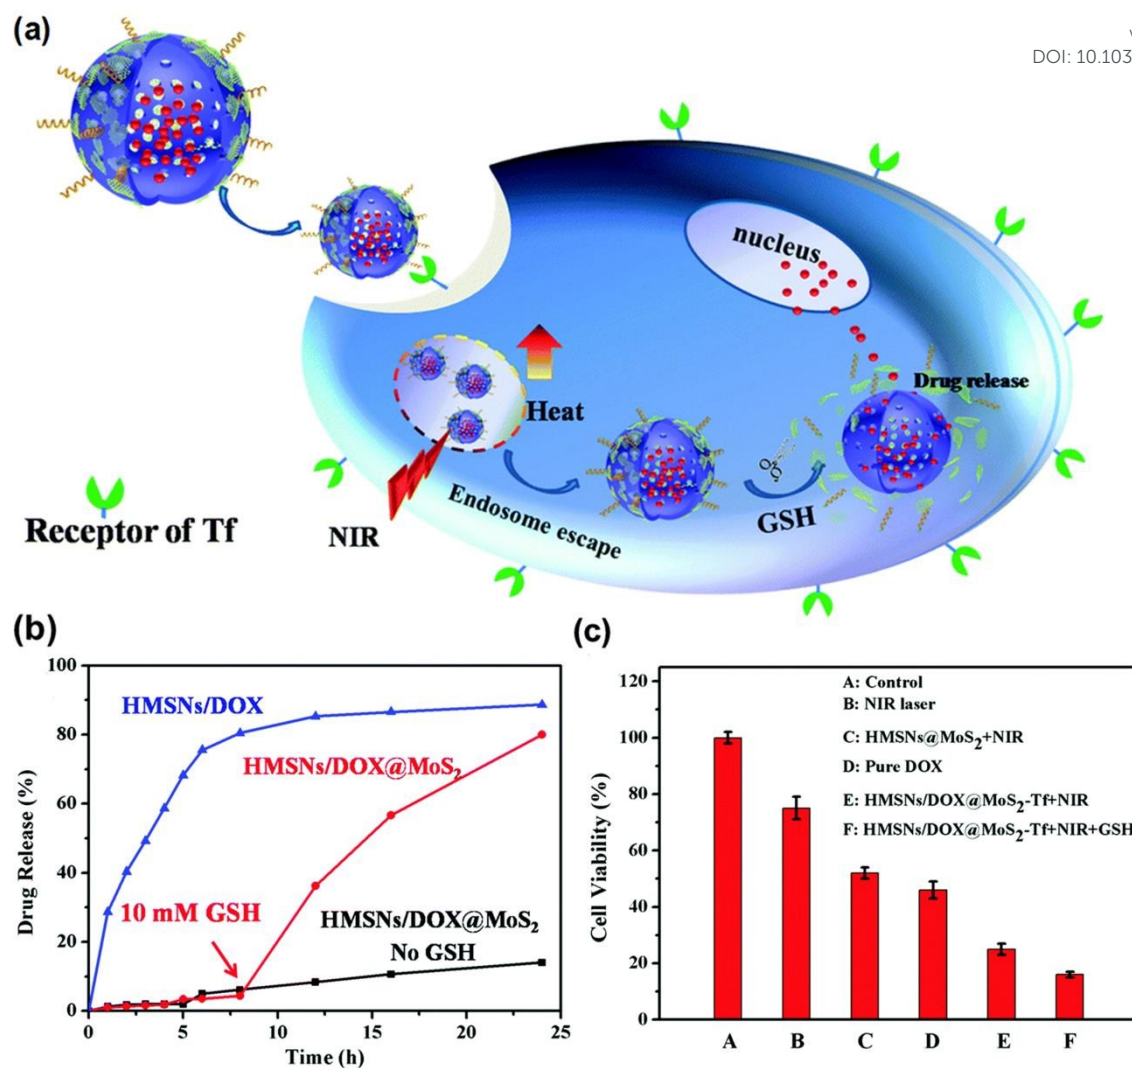 (a)
DOI: 10.103
nucleus
Drug release
Heat
GSH
Endosome escape
NIR
Receptor of Tf
(b)
100
80
60
40
20
0
Drug Release (%)
HMSNs/DOX
HMSNs/DOX@MoS₂
10 mM GSH
HMSNs/DOX@MoS₂
No GSH
0 5 10 15 20 25
Time (h)
(c)
120
100
80
60
40
20
0
Cell Viability (%)
A: Control
B: NIR laser
C: HMSNs@MoS₂+NIR
D: Pure DOX
E: HMSNs/DOX@MoS₂-Tf+NIR
F: HMSNs/DOX@MoS₂-Tf+NIR+GSH
A B C D E F